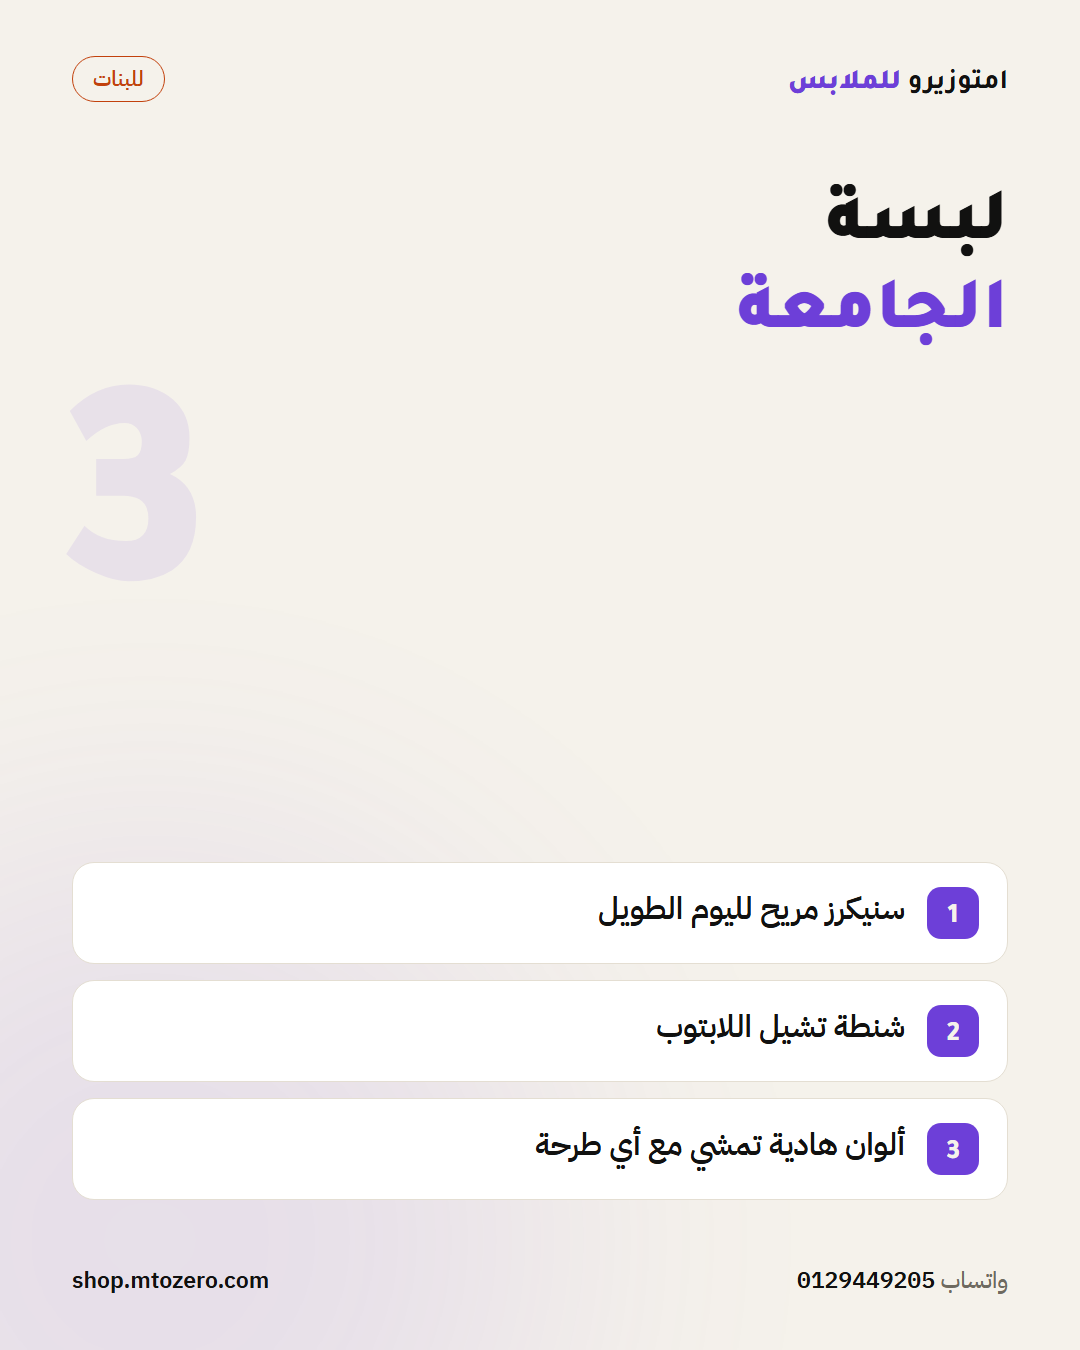 امتوزيرو للملابس
للبنات
لبسة
الجامعة
3
1 سنيكرز مريح لليوم الطويل
2 شنطة تشيل اللابتوب
3 ألوان هادية تمشي مع أي طرحة
واتساب 0129449205
shop.mtozero.com